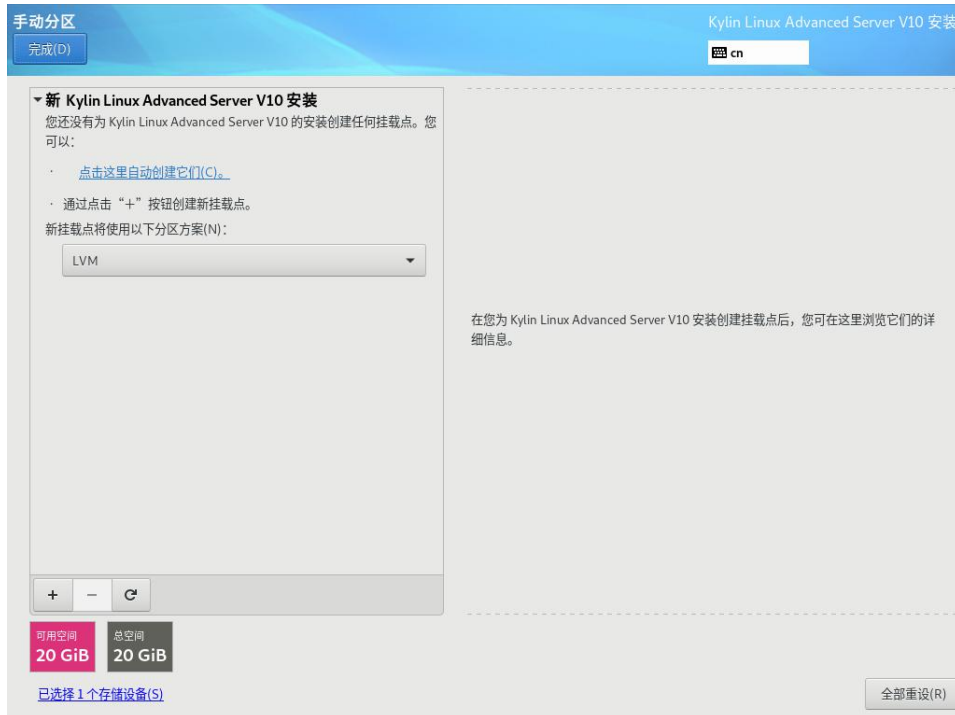 手动分区
Kylin Linux Advanced Server V10 安装
完成(D)
cn
新 Kylin Linux Advanced Server V10 安装
您还没有为 Kylin Linux Advanced Server V10 的安装创建任何挂载点。您
可以：
· 点击这里自动创建它们(C)。
· 通过点击“+”按钮创建新挂载点。
新挂载点将使用以下分区方案(N)：
LVM
在您为 Kylin Linux Advanced Server V10 安装创建挂载点后，您可在这里浏览它们的详
细信息。
+ −
可用空间
20 GiB
总空间
20 GiB
已选择 1 个存储设备(S)
全部重设(R)